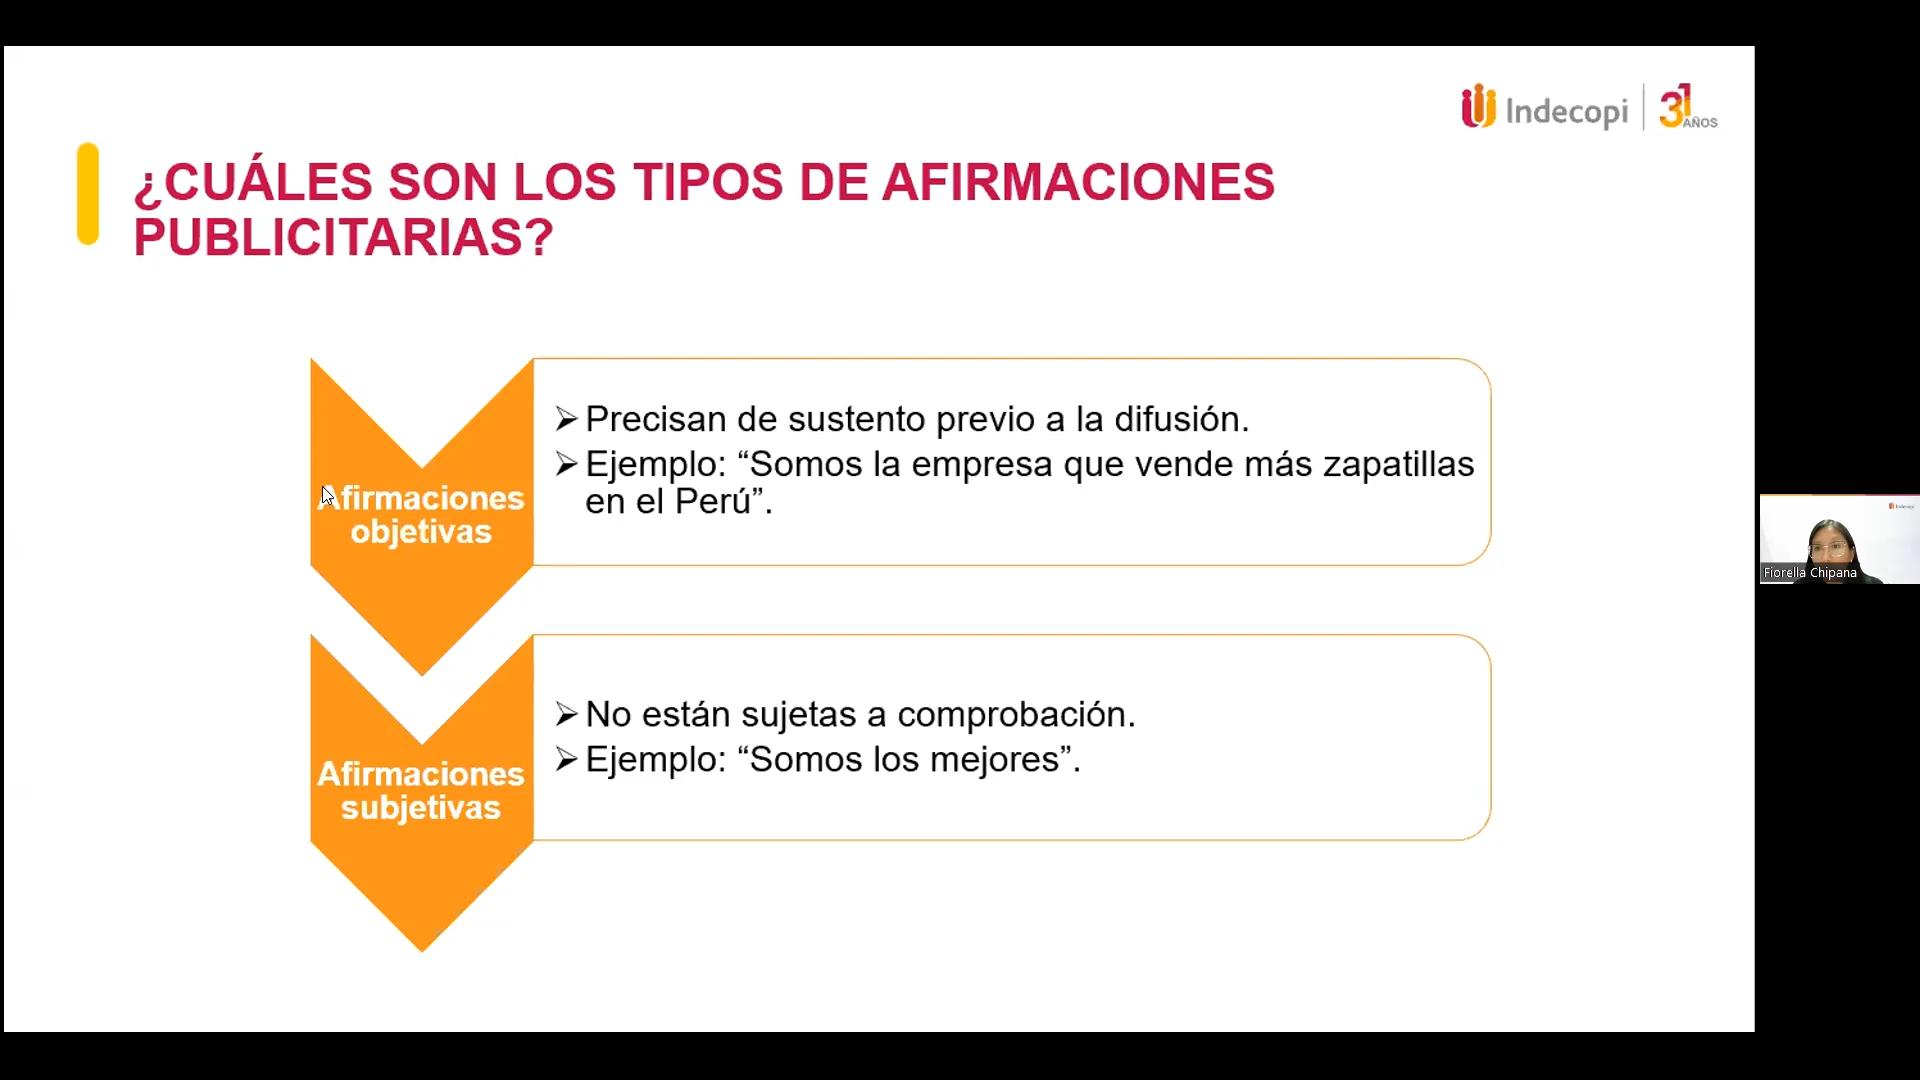 Indecopi
31 AÑOS
¿CUÁLES SON LOS TIPOS DE AFIRMACIONES
PUBLICITARIAS?
Afirmaciones
objetivas
➢ Precisan de sustento previo a la difusión.
➢ Ejemplo: “Somos la empresa que vende más zapatillas
en el Perú”.
Afirmaciones
subjetivas
➢ No están sujetas a comprobación.
➢ Ejemplo: “Somos los mejores”.
Indecopi
Fiorella Chipana